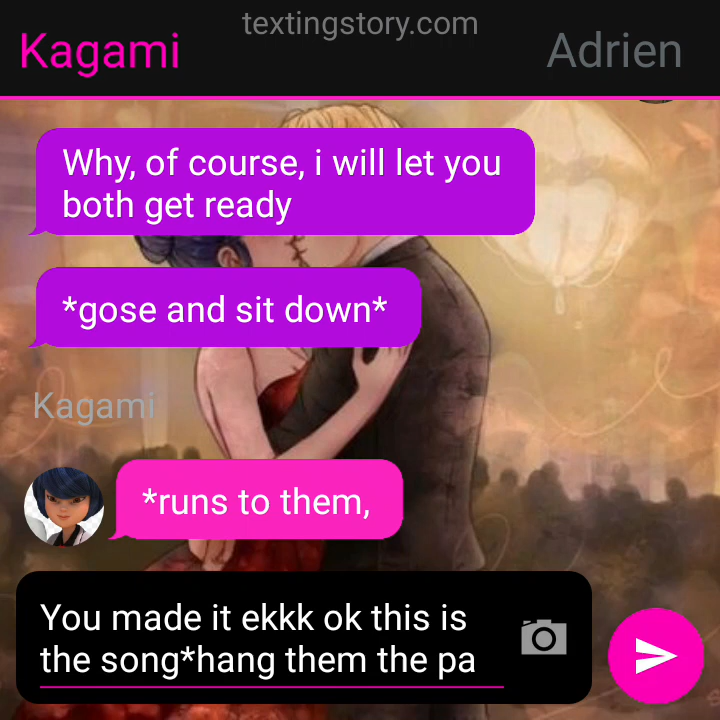 textingstory.com
Kagami
Adrien
Why, of course, i will let you
both get ready
*gose and sit down*
Kagami
*runs to them,
You made it ekkk ok this is
the song*hang them the pa